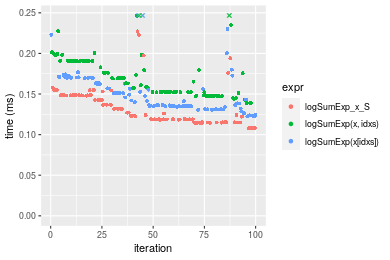 0.25
0.20
0.15
0.10
0.05
0.00
time (ms)
0
25
50
75
100
iteration
expr
logSumExp_x_S
logSumExp(x, idxs)
logSumExp(x[idxs])